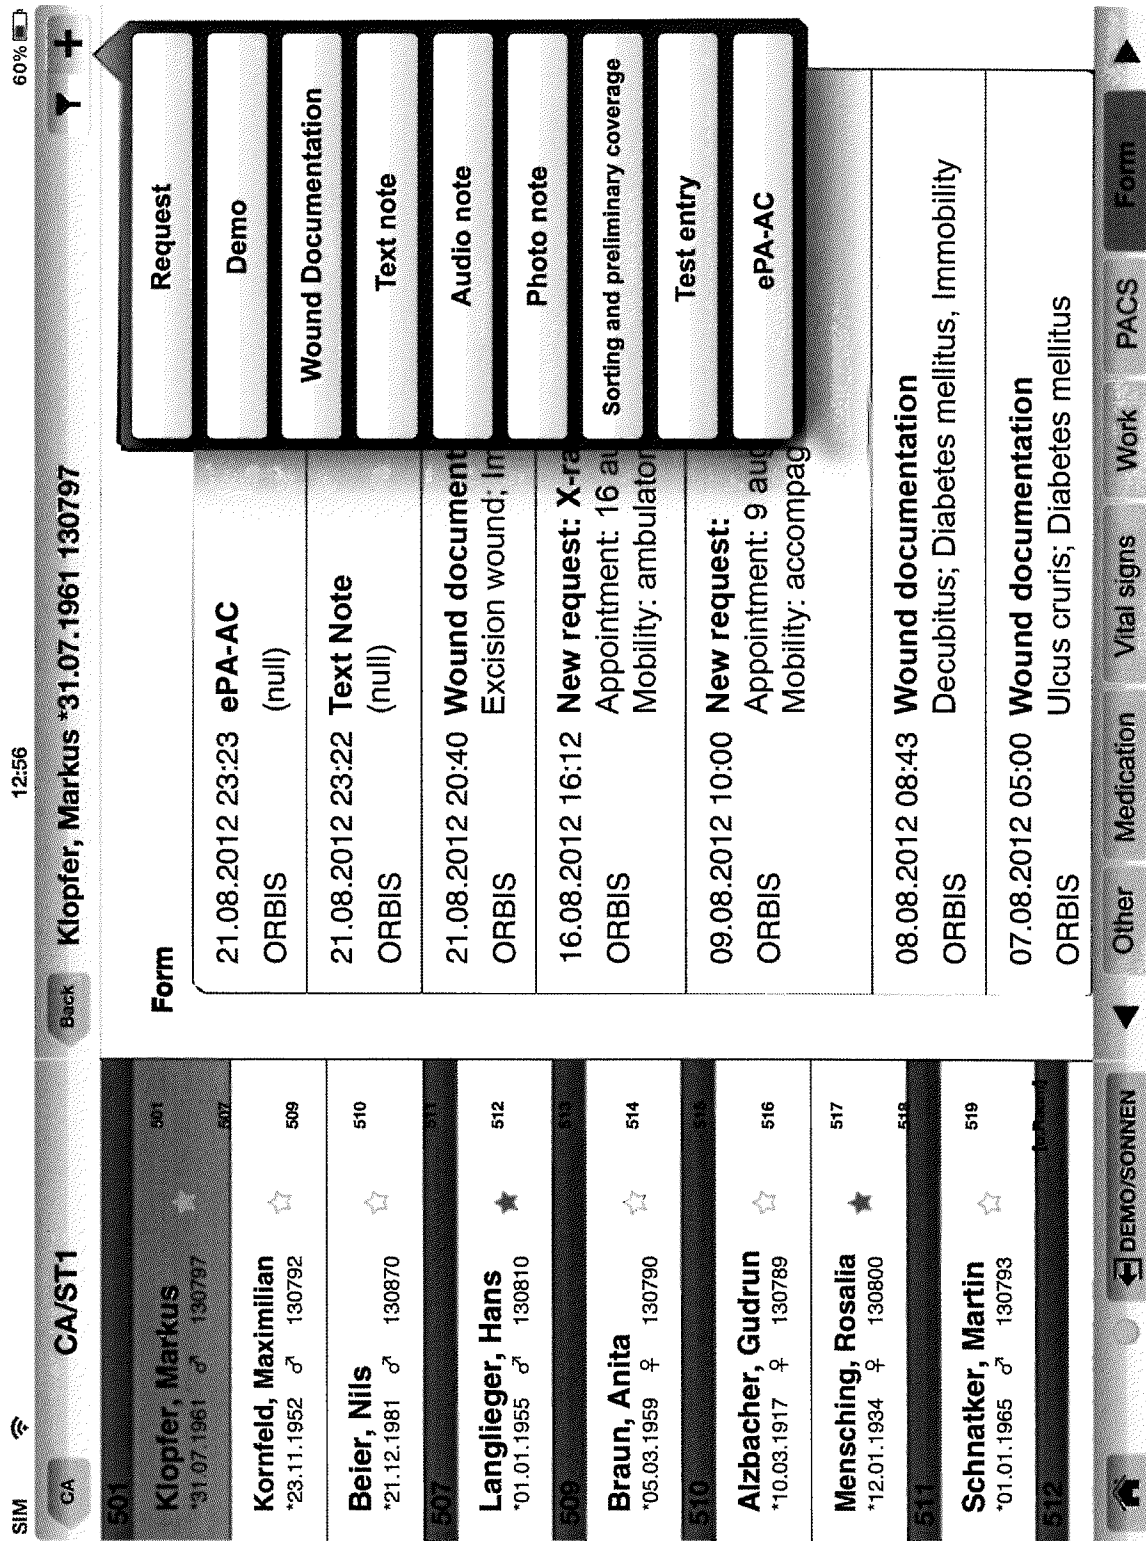 SIM 12:56 60%
CA CA/ST1 Back Klopfer, Markus *31.07.1961 130797 +
501
Klopfer, Markus
*31.07.1961 ♂ 130797 501
507
Kornfeld, Maximilian
*23.11.1952 ♂ 130792 509
Beier, Nils
*21.12.1981 ♂ 130870 510
507 511
Langlieger, Hans
*01.01.1955 ♂ 130810 512
509 513
Braun, Anita
*05.03.1959 ♀ 130790 514
510 515
Alzbacher, Gudrun
*10.03.1917 ♀ 130789 516
Mensching, Rosalia
*12.01.1934 ♀ 130800 517
511 518
Schnatker, Martin
*01.01.1965 ♂ 130793 519
512
Form
21.08.2012 23:23 ePA-AC
ORBIS (null)
21.08.2012 23:22 Text Note
ORBIS (null)
21.08.2012 20:40 Wound document
ORBIS Excision wound; Im
16.08.2012 16:12 New request: X-ra
ORBIS Appointment: 16 au
Mobility: ambulator
09.08.2012 10:00 New request:
ORBIS Appointment: 9 aug
Mobility: accompag
08.08.2012 08:43 Wound documentation
ORBIS Decubitus; Diabetes mellitus, Immobility
07.08.2012 05:00 Wound documentation
ORBIS Ulcus cruris; Diabetes mellitus
Request
Demo
Wound Documentation
Text note
Audio note
Photo note
Sorting and preliminary coverage
Test entry
ePA-AC
DEMO/SONNEN Other Medication Vital signs Work PACS Form